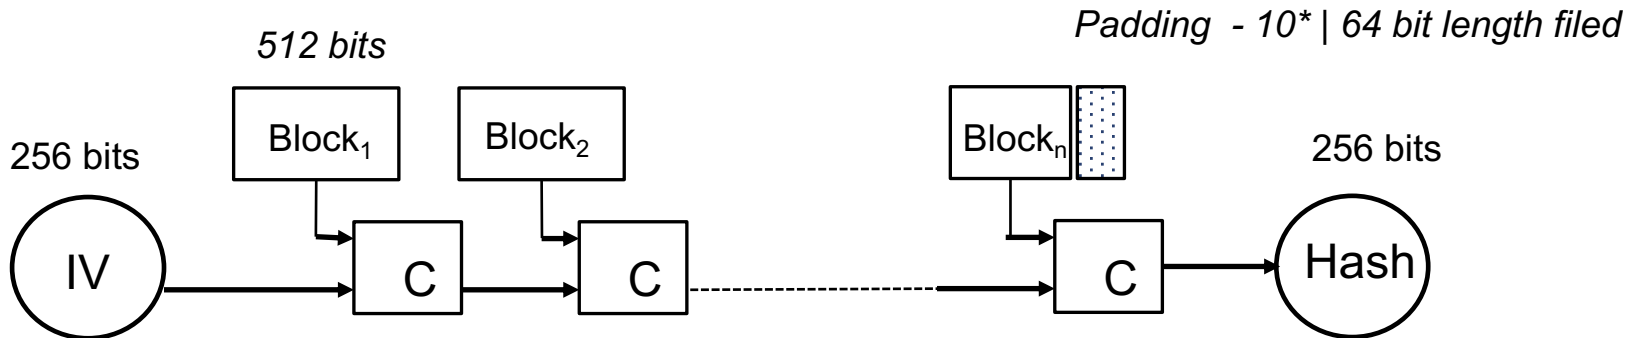 Padding - 10* | 64 bit length filed
512 bits
256 bits
Block₁
Block₂
Blockₙ
256 bits
IV
C
C
C
Hash